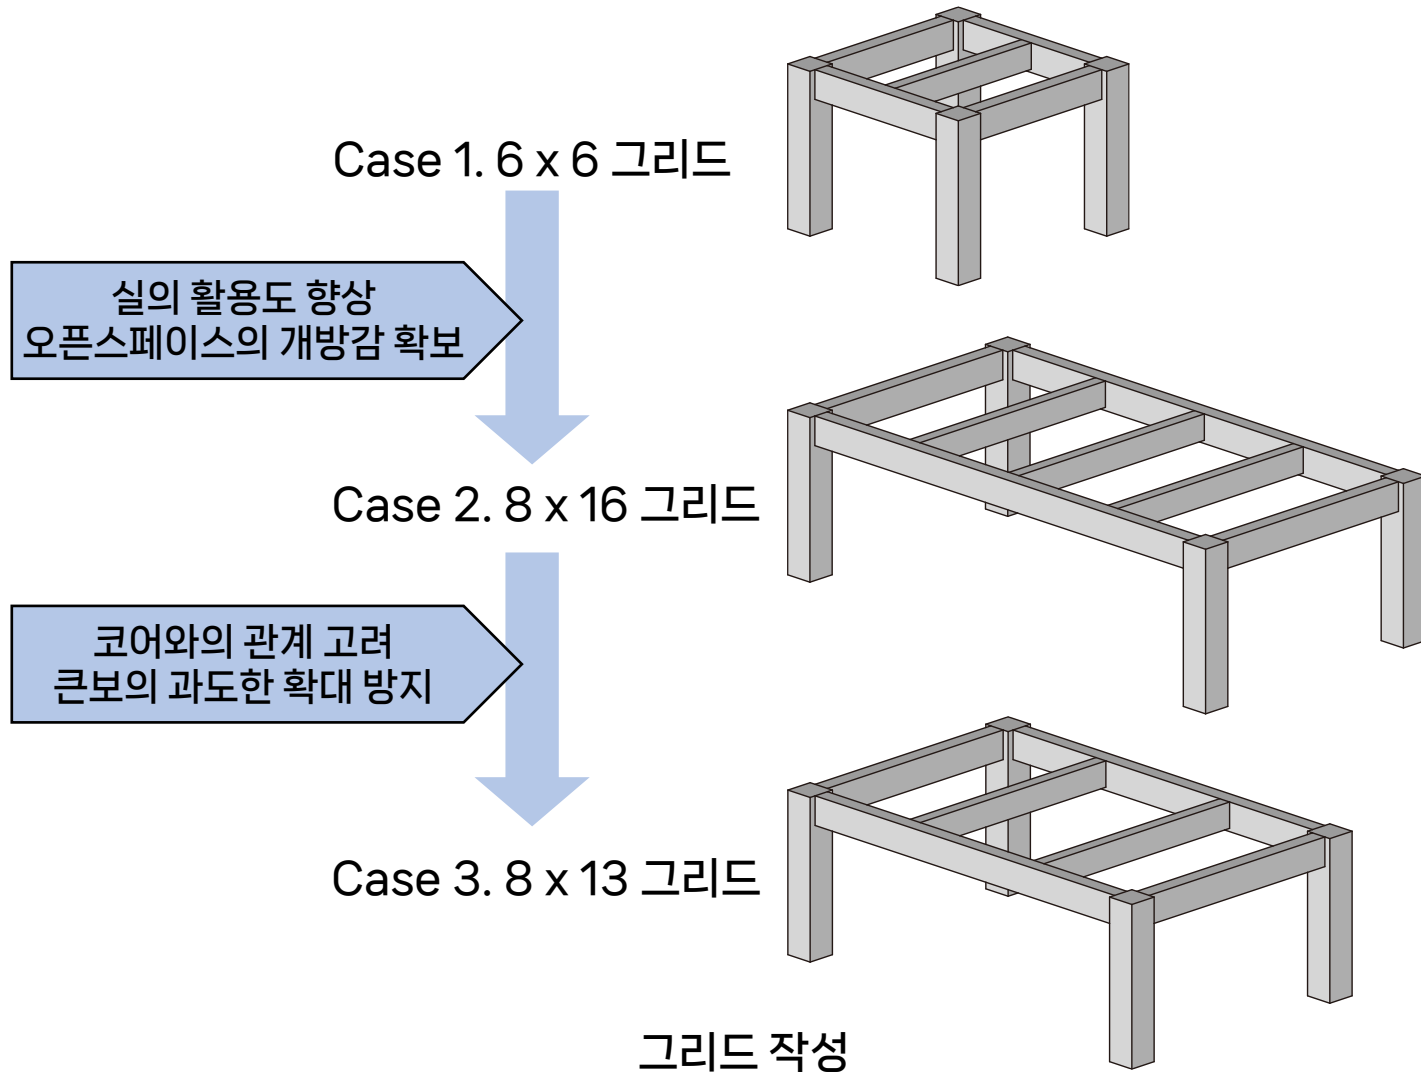 Case 1. 6 x 6 그리드
실의 활용도 향상
오픈스페이스의 개방감 확보
Case 2. 8 x 16 그리드
코어와의 관계 고려
큰보의 과도한 확대 방지
Case 3. 8 x 13 그리드
그리드 작성